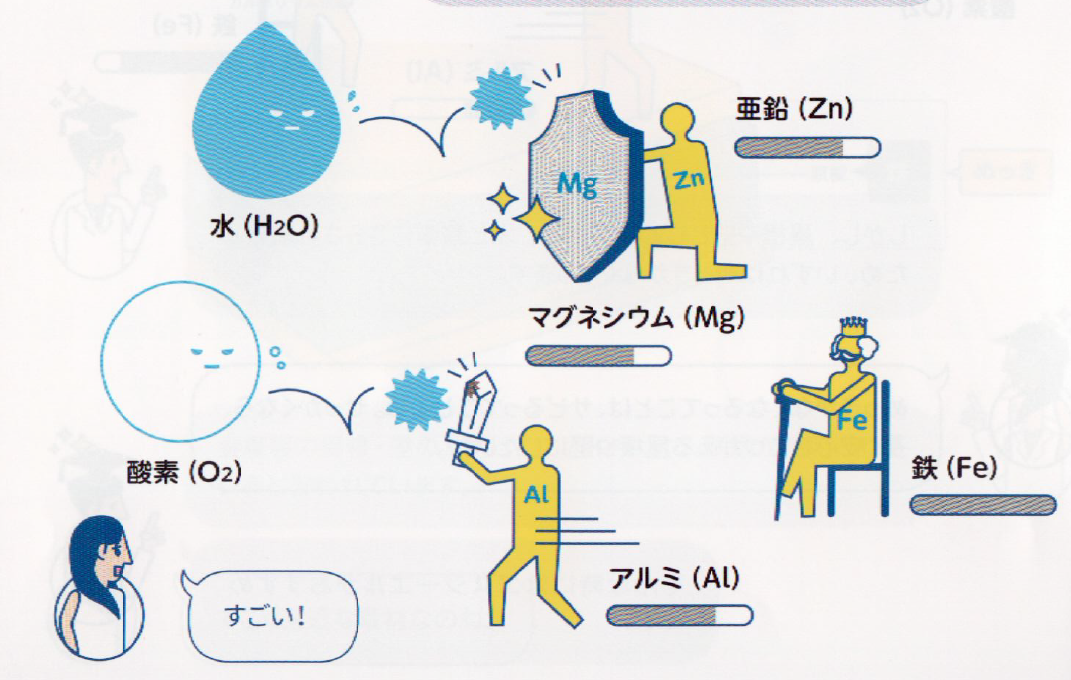 亜鉛 (Zn)
Mg
Zn
水 (H2O)
マグネシウム (Mg)
Fe
酸素 (O2)
鉄 (Fe)
Al
アルミ (Al)
すごい!